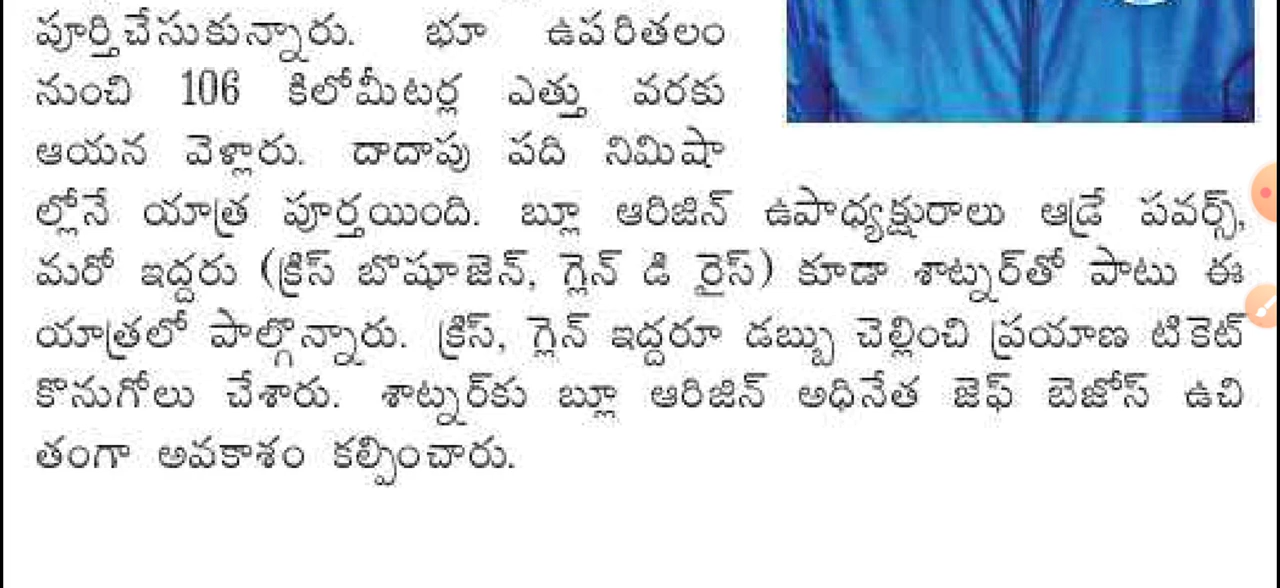 పూర్తిచేసుకున్నారు. భూ ఉపరితలం
నుంచి 106 కిలోమీటర్ల ఎత్తు వరకు
ఆయన వెళ్లారు. దాదాపు పది నిమిషా
ల్లోనే యాత్ర పూర్తయింది. బ్లూ ఆరిజిన్ ఉపాధ్యక్షురాలు ఆడ్రే పవర్స్,
మరో ఇద్దరు (క్రిస్ బొషూజెన్, గ్లెన్ డి రైస్) కూడా శాట్నర్‌తో పాటు ఈ
యాత్రలో పాల్గొన్నారు. క్రిస్, గ్లెన్ ఇద్దరూ డబ్బు చెల్లించి ప్రయాణ టికెట్
కొనుగోలు చేశారు. శాట్నర్‌కు బ్లూ ఆరిజిన్ అధినేత జెఫ్ బెజోస్ ఉచి
తంగా అవకాశం కల్పించారు.